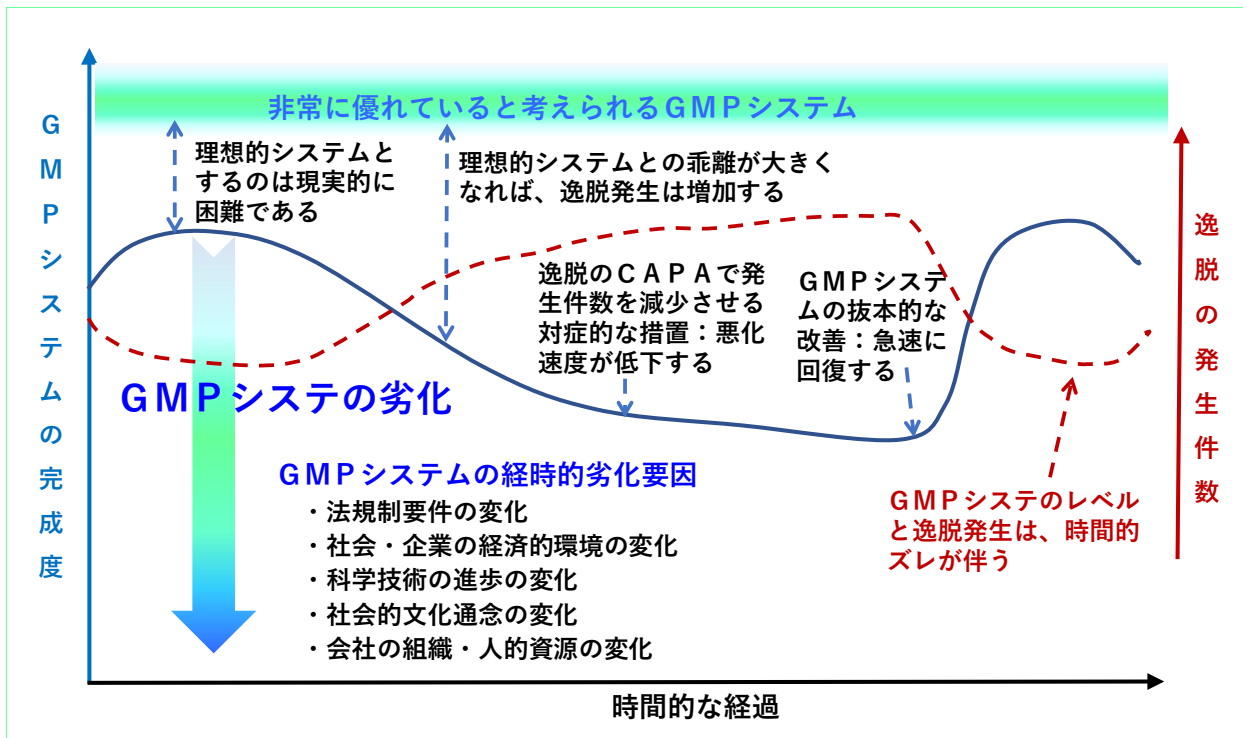 非常に優れていると考えられるＧＭＰシステム
ＧＭＰシステムの完成度
理想的システムと
するのは現実的に
困難である
理想的システムとの乖離が大きく
なれば、逸脱発生は増加する
逸脱のＣＡＰＡで発
生件数を減少させる
対症的な措置：悪化
速度が低下する
ＧＭＰシステ
ムの抜本的な
改善：急速に
回復する
逸脱の発生件数
ＧＭＰシステの劣化
ＧＭＰシステムの経時的劣化要因
・法規制要件の変化
・社会・企業の経済的環境の変化
・科学技術の進歩の変化
・社会的文化通念の変化
・会社の組織・人的資源の変化
ＧＭＰシステのレベル
と逸脱発生は、時間的
ズレが伴う
時間的な経過